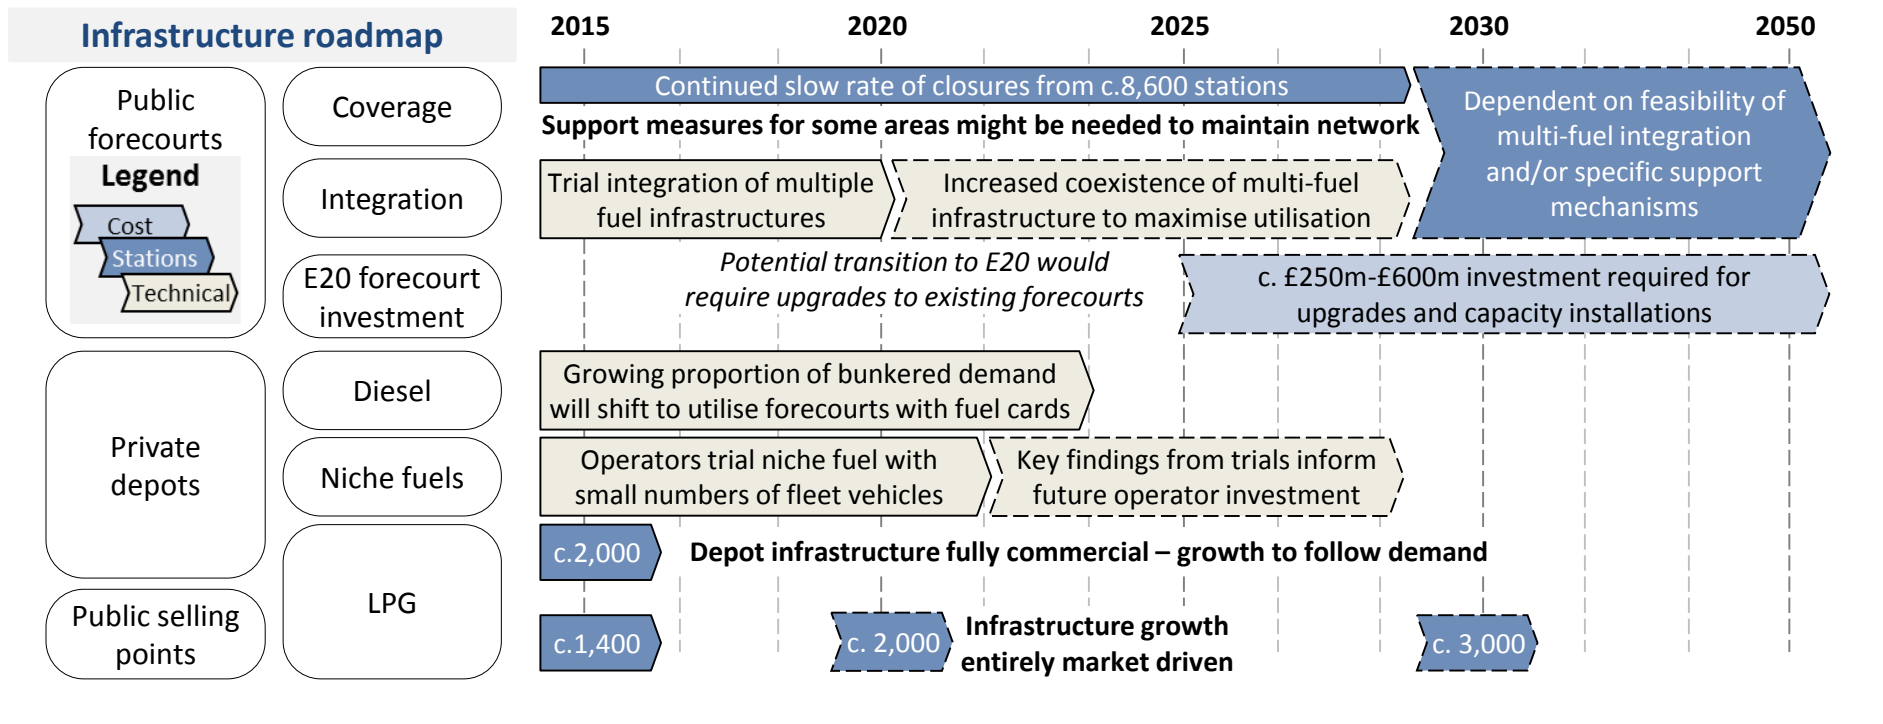 Infrastructure roadmap
2015
2020
2025
2030
2050
Public
forecourts
Legend
Cost
Stations
Technical
Coverage
Continued slow rate of closures from c.8,600 stations
Support measures for some areas might be needed to maintain network
Dependent on feasibility of
multi-fuel integration
and/or specific support
mechanisms
Integration
Trial integration of multiple
fuel infrastructures
Increased coexistence of multi-fuel
infrastructure to maximise utilisation
E20 forecourt
investment
Potential transition to E20 would
require upgrades to existing forecourts
c. £250m-£600m investment required for
upgrades and capacity installations
Private
depots
Diesel
Growing proportion of bunkered demand
will shift to utilise forecourts with fuel cards
Niche fuels
Operators trial niche fuel with
small numbers of fleet vehicles
Key findings from trials inform
future operator investment
LPG
c.2,000
Depot infrastructure fully commercial – growth to follow demand
Public selling
points
c.1,400
c. 2,000
Infrastructure growth
entirely market driven
c. 3,000